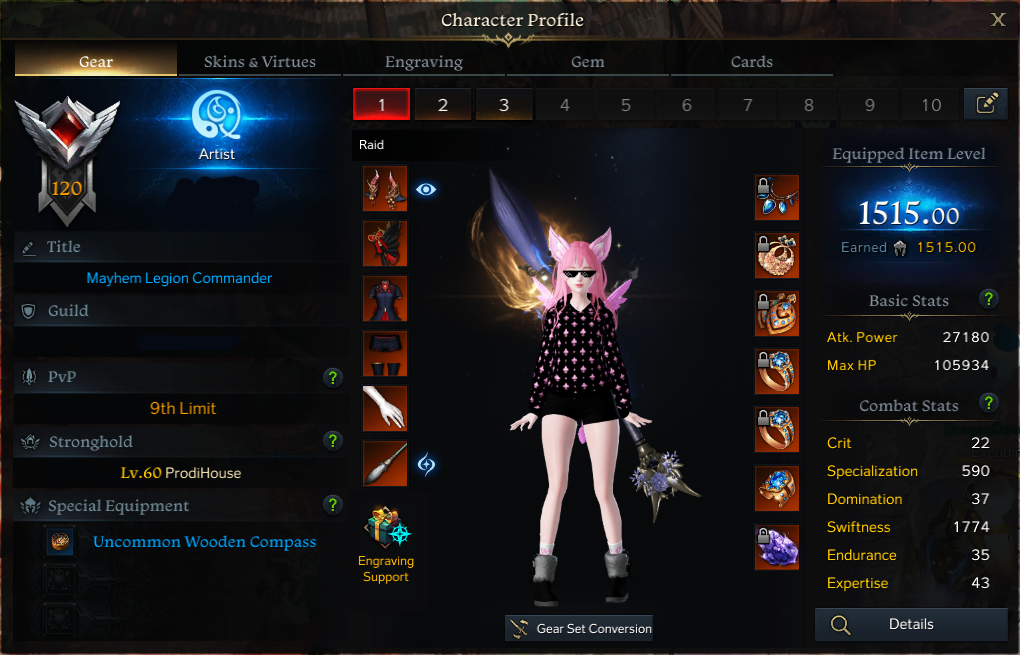 Character Profile
X
Gear
Skins & Virtues
Engraving
Gem
Cards
120
Artist
1
2
3
4
5
6
7
8
9
10
Raid
Title
Mayhem Legion Commander
Guild
PvP
?
9th Limit
Stronghold
?
Lv.60 ProdiHouse
Special Equipment
?
Uncommon Wooden Compass
Engraving
Support
Gear Set Conversion
Equipped Item Level
1515.00
Earned 1515.00
Basic Stats
?
Atk. Power 27180
Max HP 105934
Combat Stats
?
Crit 22
Specialization 590
Domination 37
Swiftness 1774
Endurance 35
Expertise 43
Details